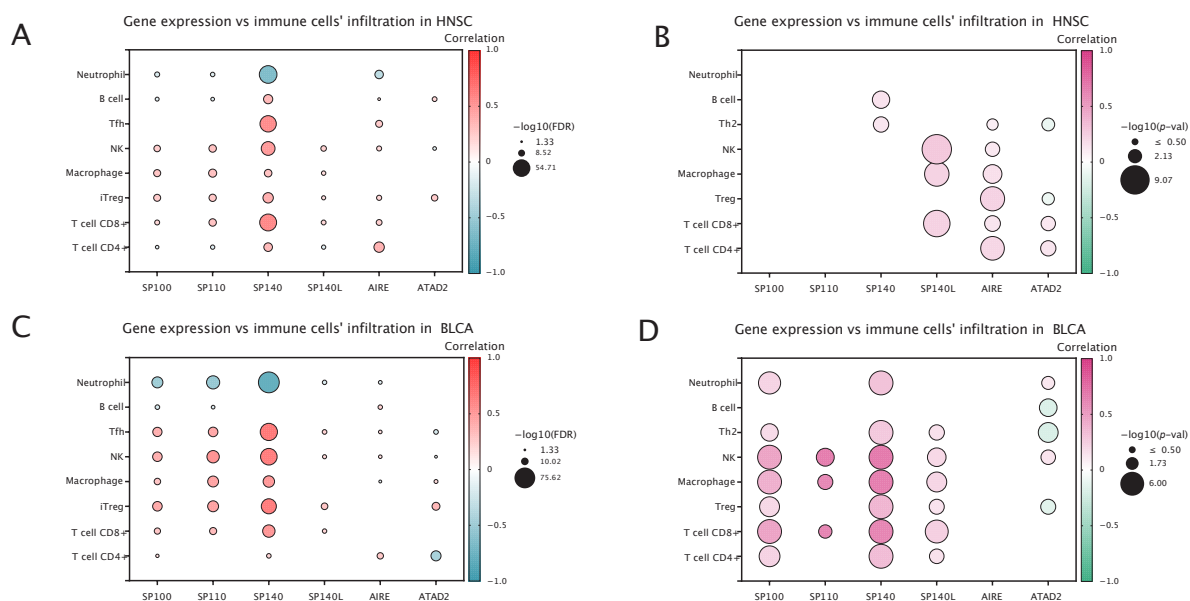 A
Gene expression vs immune cells' infiltration in HNSC
Correlation
Neutrophil
B cell
Tfh
NK
Macrophage
iTreg
T cell CD8+
T cell CD4+
SP100 SP110 SP140 SP140L AIRE ATAD2
1.0
0.5
0
−0.5
−1.0
−log10(FDR)
1.33
8.52
54.71
B
Gene expression vs immune cells' infiltration in HNSC
Correlation
Neutrophil
B cell
Th2
NK
Macrophage
Treg
T cell CD8+
T cell CD4+
SP100 SP110 SP140 SP140L AIRE ATAD2
1.0
0.5
0
−0.5
−1.0
−log10(p-val)
≤ 0.50
2.13
9.07
C
Gene expression vs immune cells' infiltration in BLCA
Correlation
Neutrophil
B cell
Tfh
NK
Macrophage
iTreg
T cell CD8+
T cell CD4+
SP100 SP110 SP140 SP140L AIRE ATAD2
1.0
0.5
0
−0.5
−1.0
−log10(FDR)
1.33
10.02
75.62
D
Gene expression vs immune cells' infiltration in BLCA
Correlation
Neutrophil
B cell
Th2
NK
Macrophage
Treg
T cell CD8+
T cell CD4+
SP100 SP110 SP140 SP140L AIRE ATAD2
1.0
0.5
0
−0.5
−1.0
−log10(p-val)
≤ 0.50
1.73
6.00